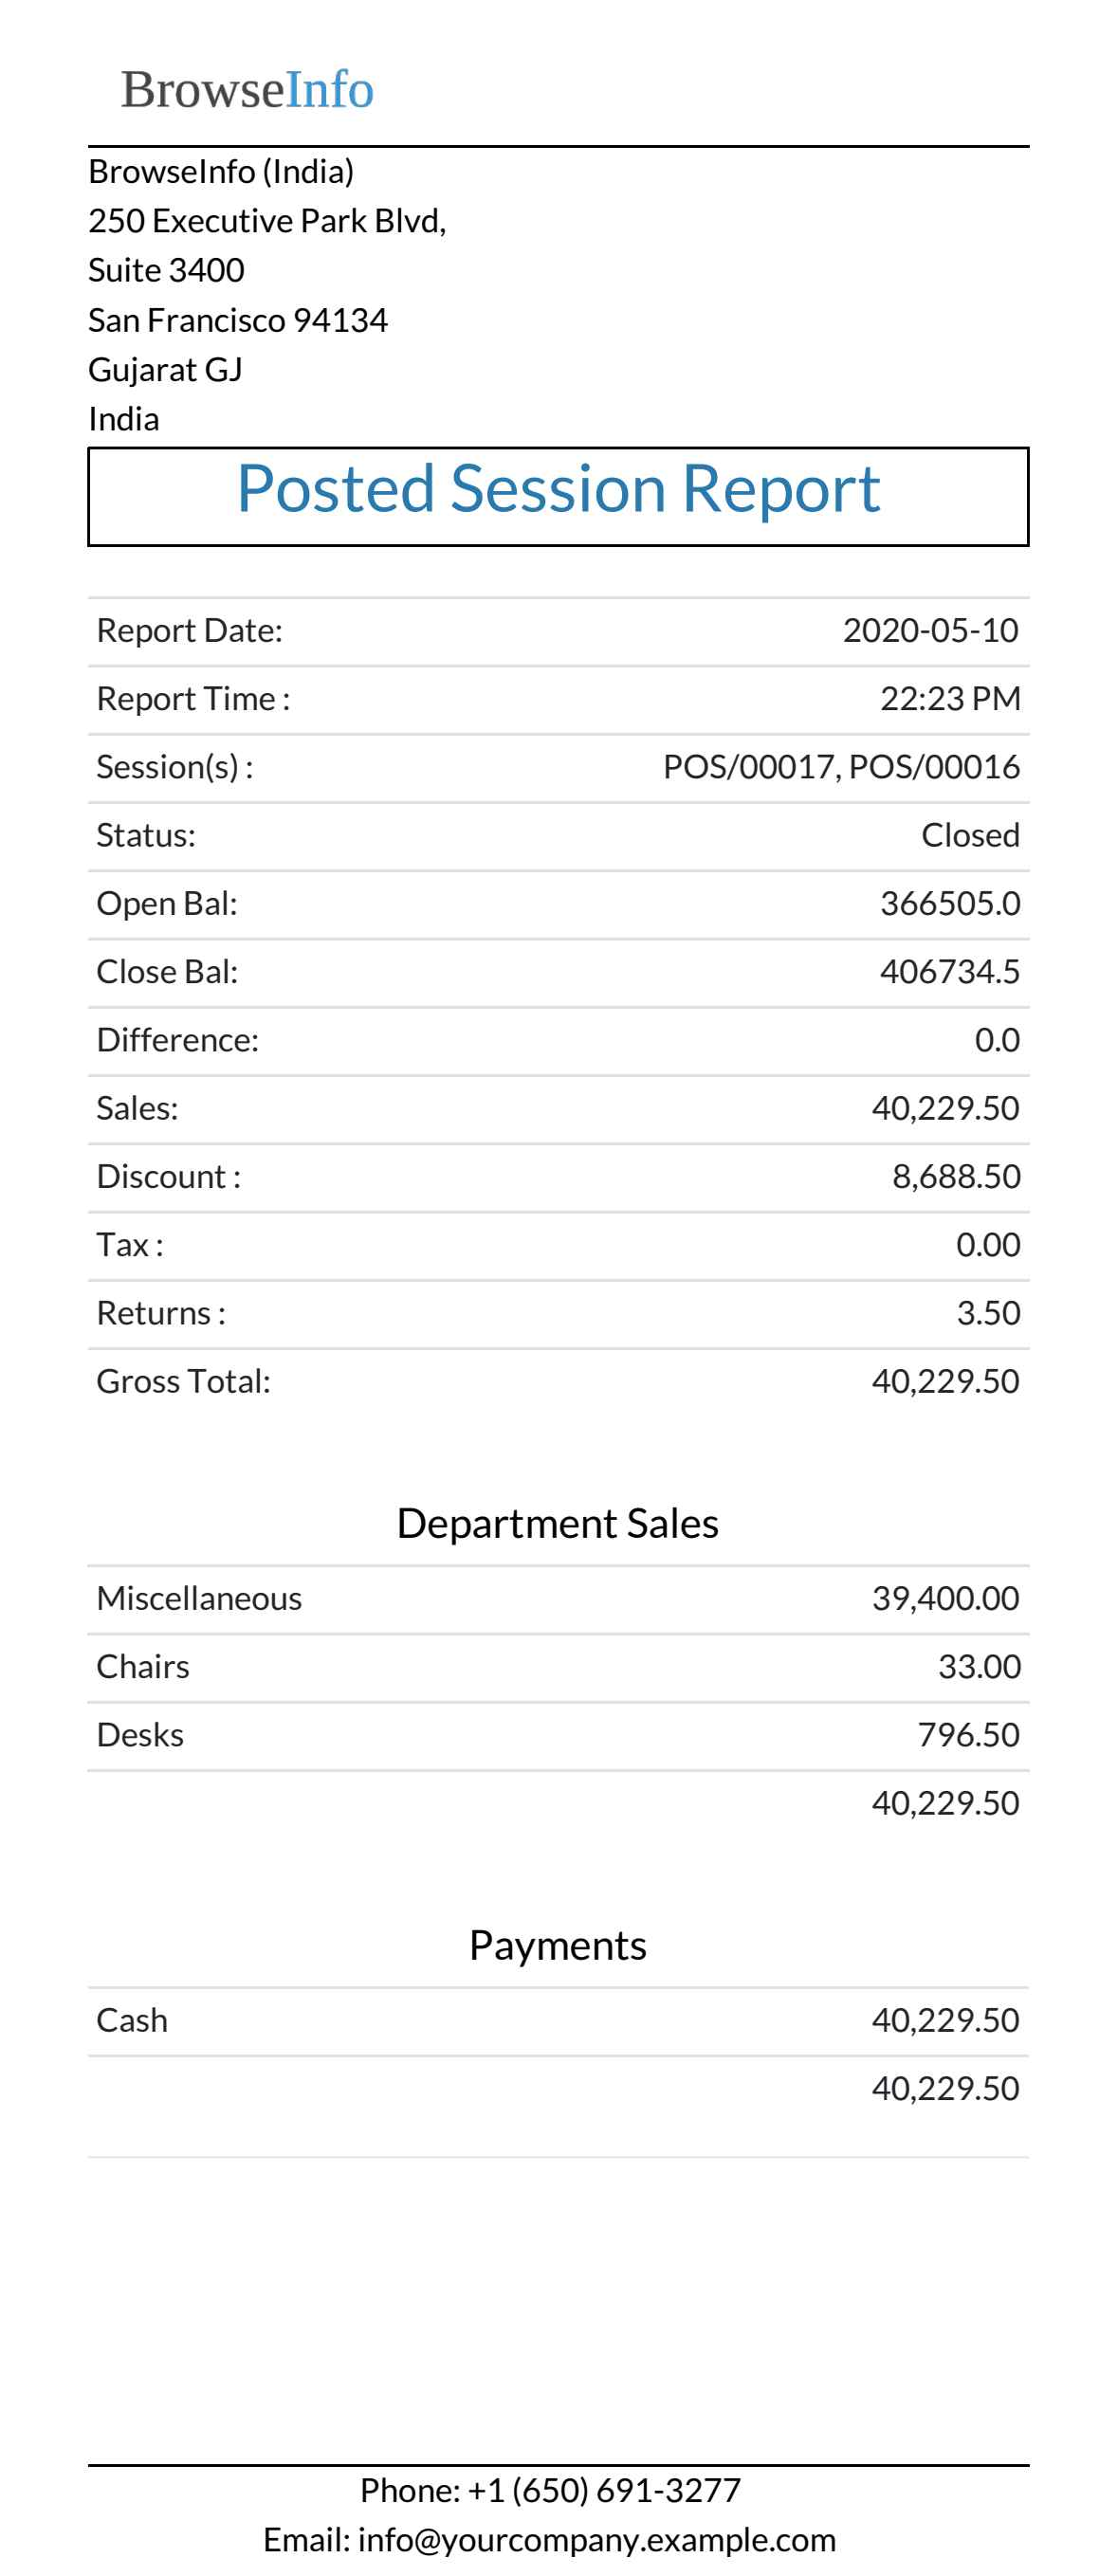 BrowseInfo
BrowseInfo (India)
250 Executive Park Blvd,
Suite 3400
San Francisco 94134
Gujarat GJ
India
Posted Session Report
Report Date: 2020-05-10
Report Time : 22:23 PM
Session(s) : POS/00017, POS/00016
Status: Closed
Open Bal: 366505.0
Close Bal: 406734.5
Difference: 0.0
Sales: 40,229.50
Discount : 8,688.50
Tax : 0.00
Returns : 3.50
Gross Total: 40,229.50
Department Sales
Miscellaneous 39,400.00
Chairs 33.00
Desks 796.50
40,229.50
Payments
Cash 40,229.50
40,229.50
Phone: +1 (650) 691-3277
Email: info@yourcompany.example.com